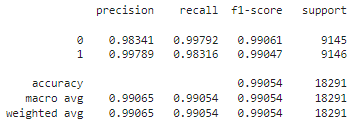 precision recall f1-score support
0 0.98341 0.99792 0.99061 9145
1 0.99789 0.98316 0.99047 9146
accuracy 0.99054 18291
macro avg 0.99065 0.99054 0.99054 18291
weighted avg 0.99065 0.99054 0.99054 18291